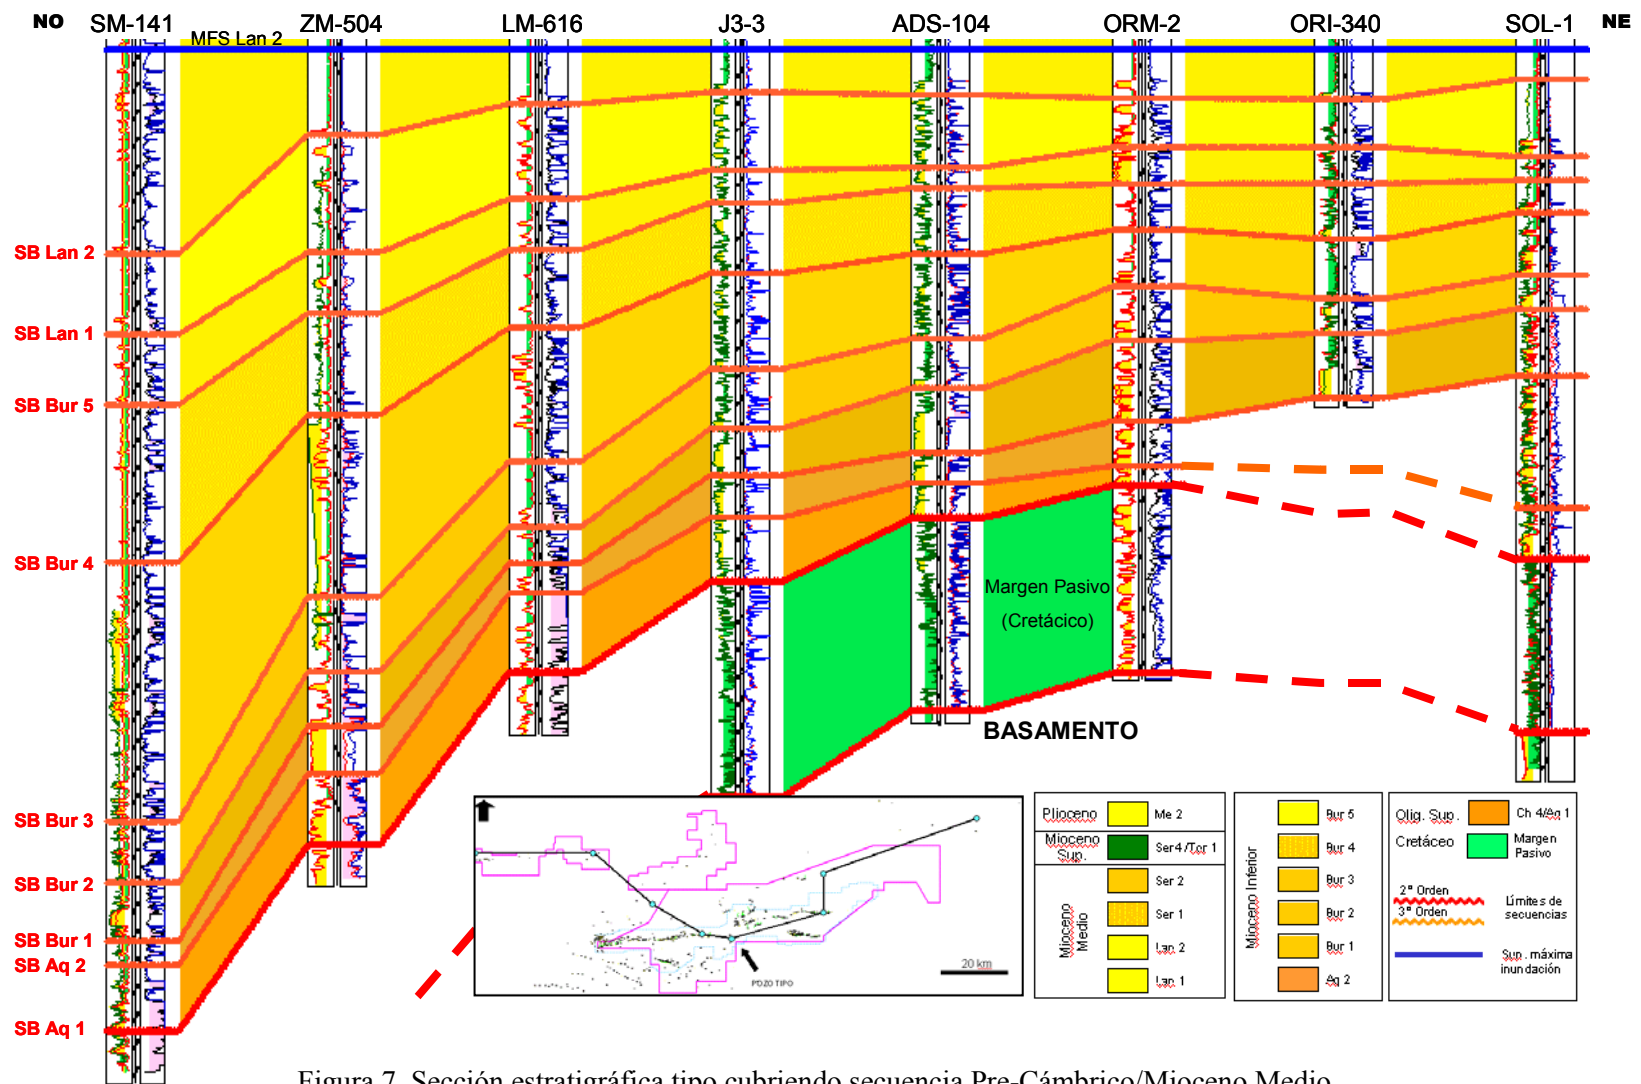 NO SM-141 ZM-504 LM-616 J3-3 ADS-104 ORM-2 ORI-340 SOL-1 NE
MFS Lan 2
SB Lan 2
SB Lan 1
SB Bur 5
SB Bur 4
SB Bur 3
SB Bur 2
SB Bur 1
SB Aq 2
SB Aq 1
Margen Pasivo
(Cretácico)
BASAMENTO
20 km
POZO TIPO
Plioceno
Me 2
Mioceno
Sup.
Ser4/Tor 1
Mioceno
Medio
Ser 2
Ser 1
Lan 2
Lan 1
Mioceno Inferior
Bur 5
Bur 4
Bur 3
Bur 2
Bur 1
Aq 2
Olig. Sup.
Ch 4/Aq 1
Cretáceo
Margen
Pasivo
2° Orden
3° Orden
Límites de
secuencias
Sup. máxima
inundación
Figura 7. Sección estratigráfica tipo cubriendo secuencia Pre-Cámbrico/Mioceno Medio